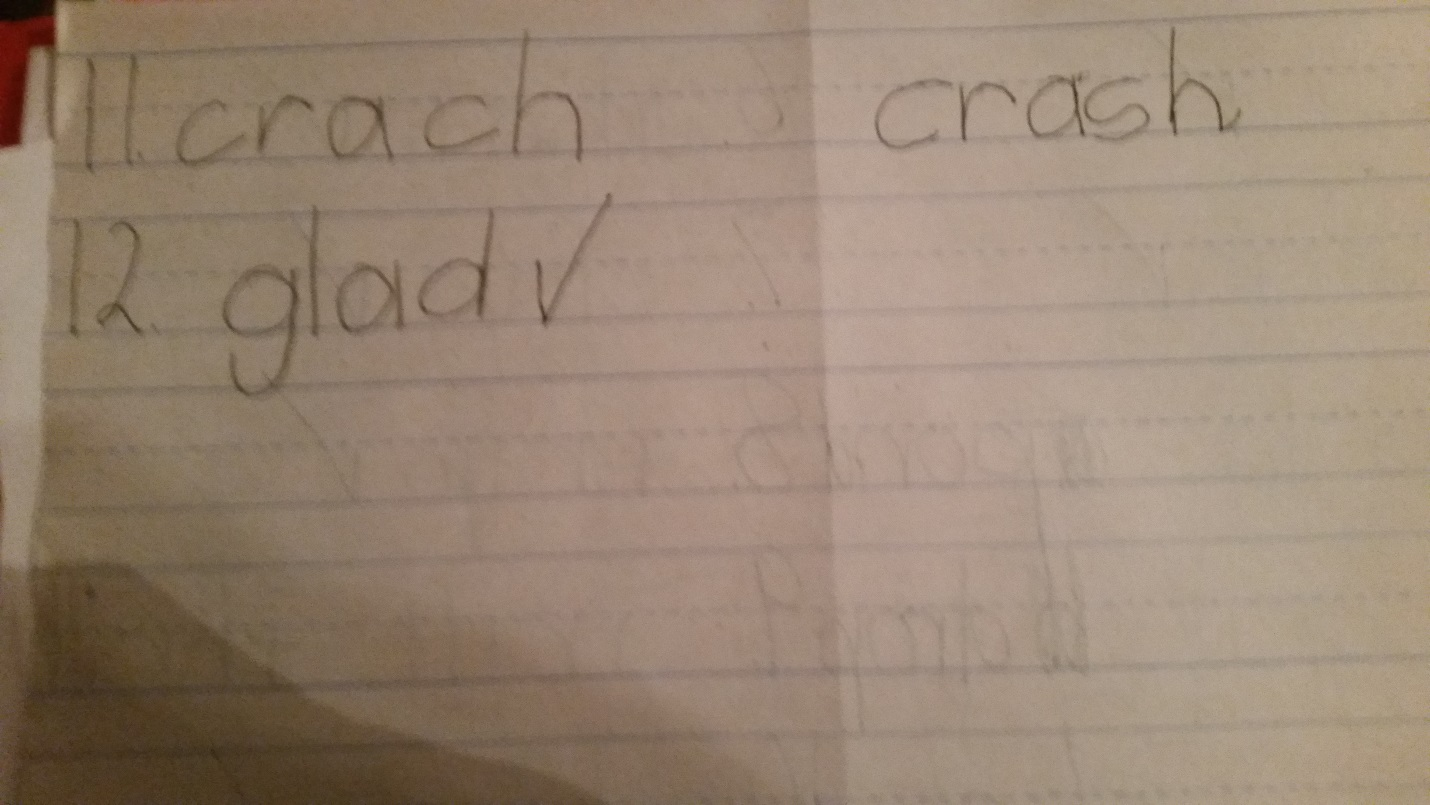 11. crach crash
12. glad ✓